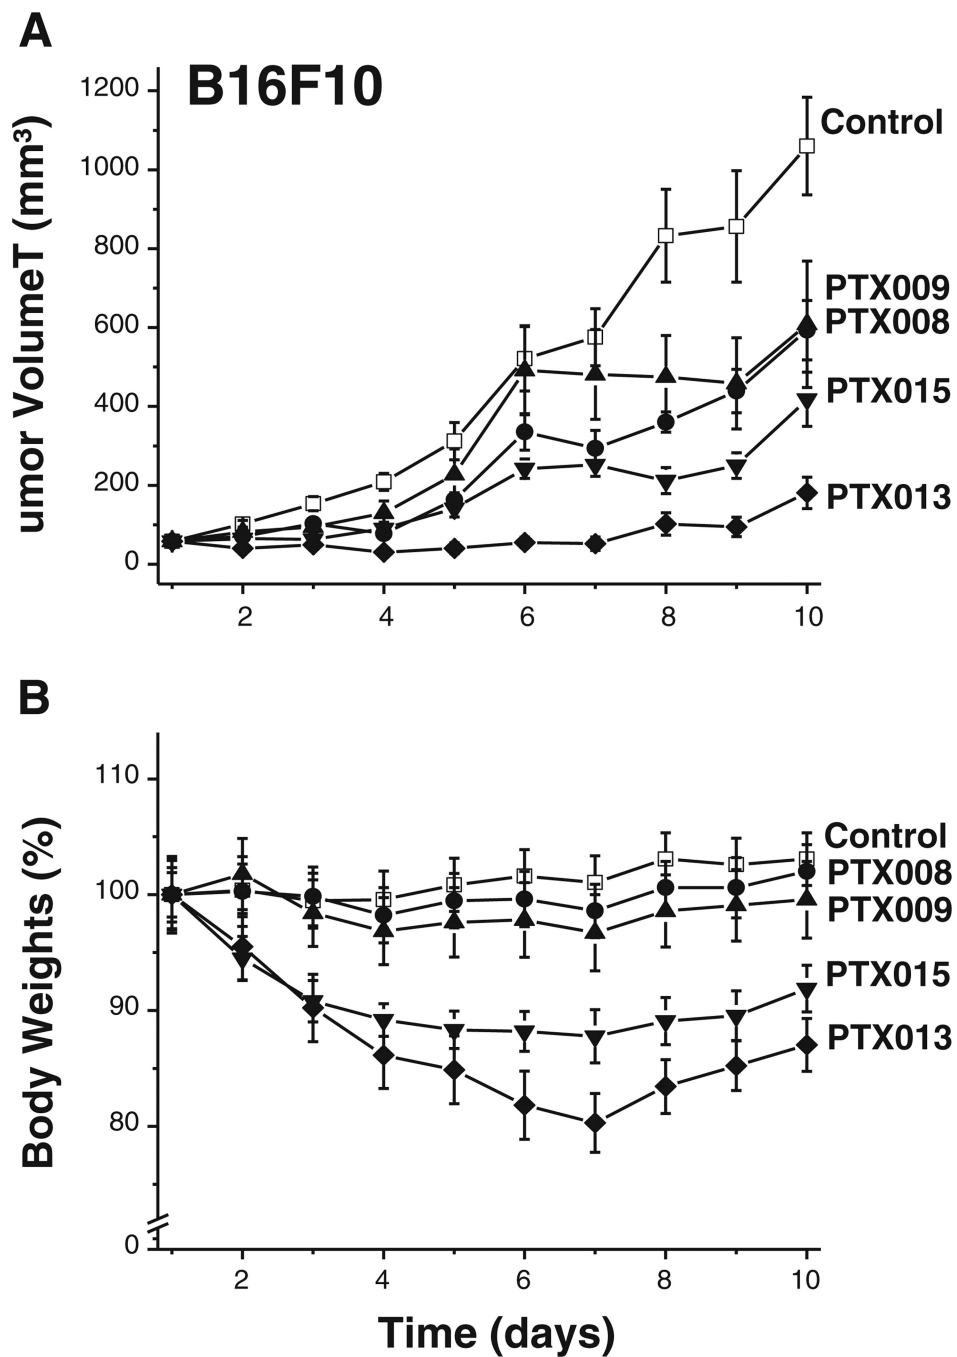 A
B16F10
umor VolumeT (mm³)
1200
1000
800
600
400
200
0
2 4 6 8 10
Control
PTX009
PTX008
PTX015
PTX013
B
Body Weights (%)
110
100
90
80
0
2 4 6 8 10
Control
PTX008
PTX009
PTX015
PTX013
Time (days)